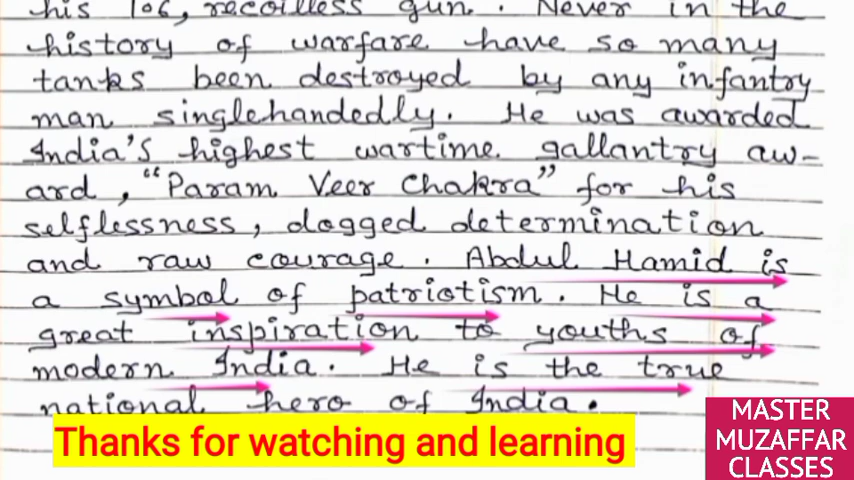 his 106, recoilless gun. Never in the
history of warfare have so many
tanks been destroyed by any infantry
man singlehandedly. He was awarded
India's highest wartime gallantry aw-
ard, "Param Veer Chakra" for his
selflessness, dogged determination
and raw courage. Abdul Hamid is
a symbol of patriotism. He is a
great inspiration to youths of
modern India. He is the true
national hero of India.
Thanks for watching and learning
MASTER
MUZAFFAR
CLASSES